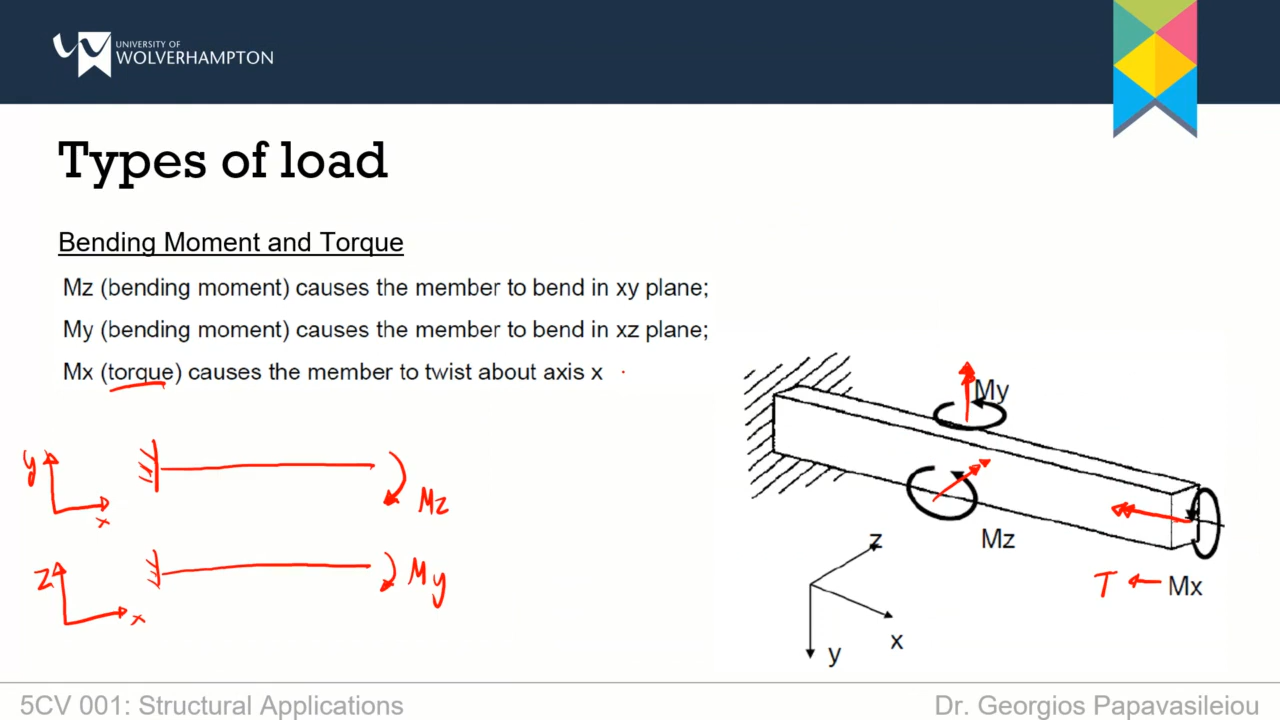 UNIVERSITY OF
WOLVERHAMPTON
Types of load
Bending Moment and Torque
Mz (bending moment) causes the member to bend in xy plane;
My (bending moment) causes the member to bend in xz plane;
Mx (torque) causes the member to twist about axis x
My
y
x
Mz
Mz
z
z
My
x
T
Mx
x
y
5CV 001: Structural Applications
Dr. Georgios Papavasileiou